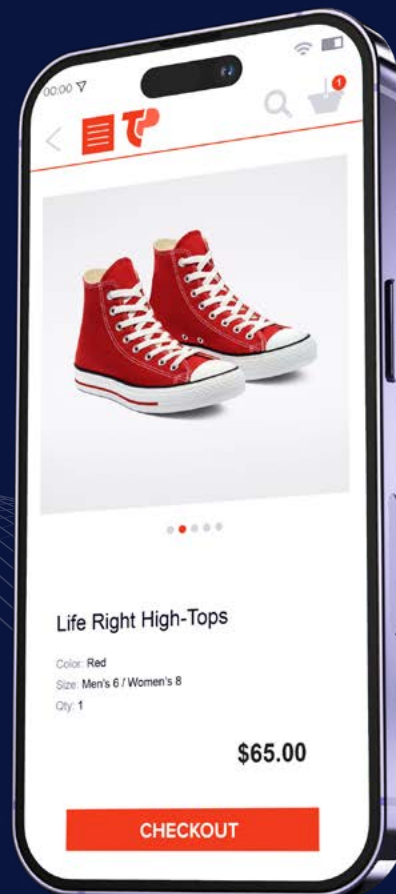 00:00
1
Life Right High-Tops
Color: Red
Size: Men's 6 / Women's 8
Qty: 1
$65.00
CHECKOUT